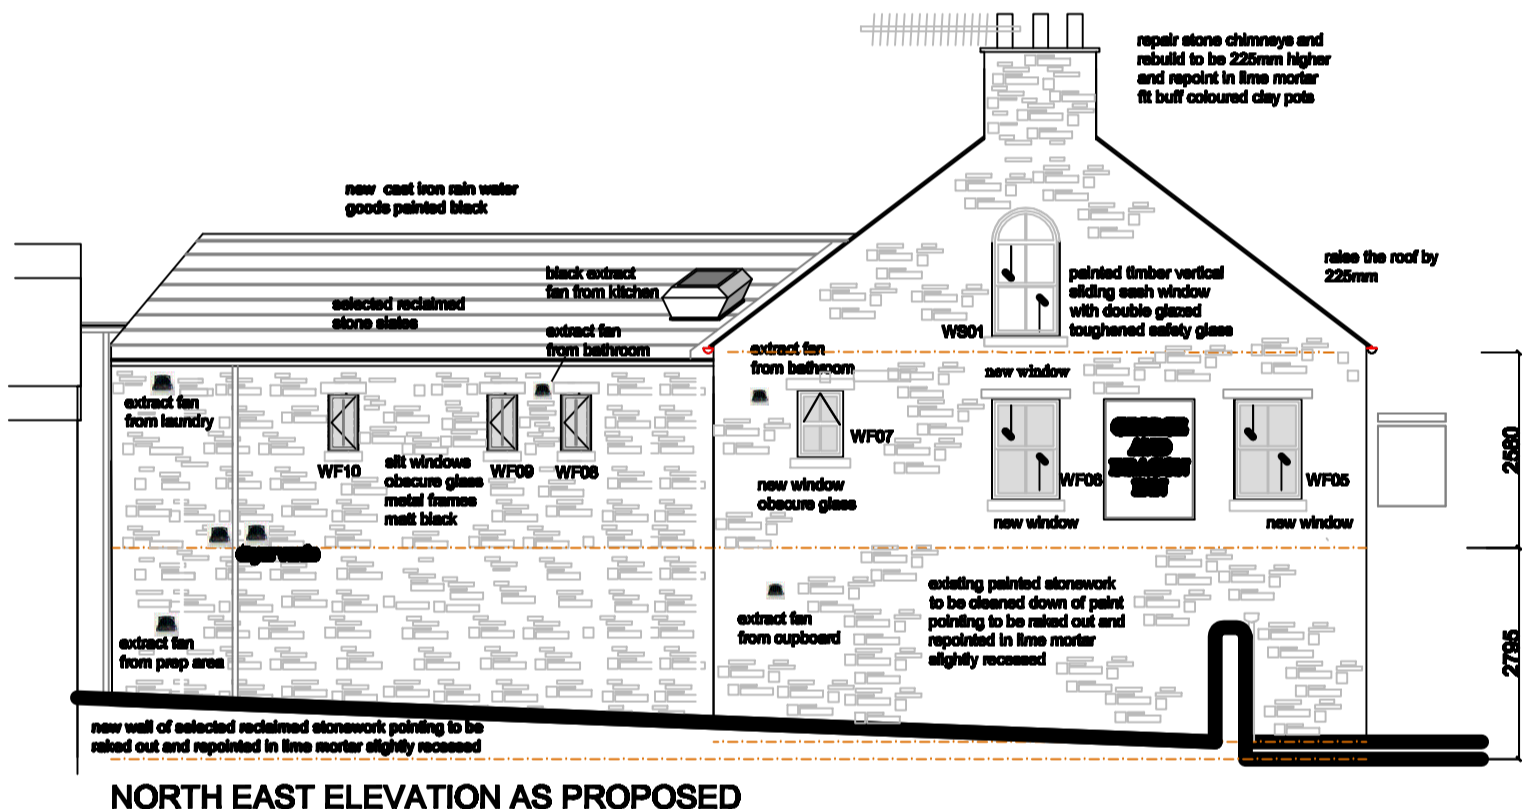 repair stone chimneys and
rebuild to be 225mm higher
and repoint in lime mortar
fit buff coloured clay pots
new cast iron rain water
goods painted black
raise the roof by
225mm
black extract
fan from kitchen
painted timber vertical
sliding sash window
with double glazed
toughened safety glass
selected reclaimed
stone slates
WS01
extract fan
from bathroom
extract fan
from bathroom
new window
extract fan
from laundry
WF07
WF10
slit windows
obscure glass
metal frames
matt black
WF09
WF08
WF06
WF05
new window
obscure glass
new window
new window
2580
existing painted stonework
to be cleaned down of paint
pointing to be raked out and
repointed in lime mortar
slightly recessed
extract fan
from cupboard
extract fan
from prep area
2795
new wall of selected reclaimed stonework pointing to be
raked out and repointed in lime mortar slightly recessed
NORTH EAST ELEVATION AS PROPOSED